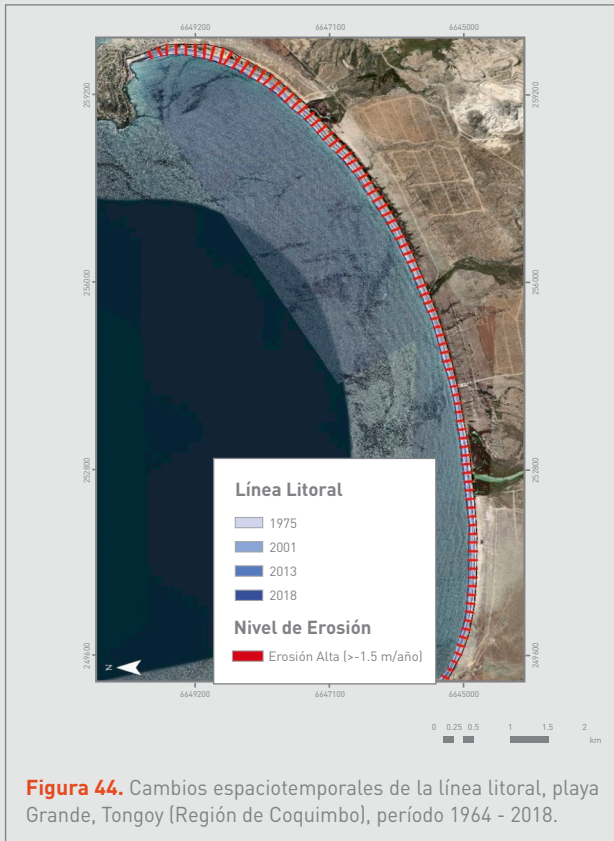 6649200 6647100 6645000
259200 259200
256000 256000
252800 252800
249600 249600
Línea Litoral
1975
2001
2013
2018
Nivel de Erosión
Erosión Alta (>-1.5 m/año)
N
6649200 6647100 6645000
0 0.25 0.5 1 1.5 2
km
Figura 44. Cambios espaciotemporales de la línea litoral, playa
Grande, Tongoy (Región de Coquimbo), período 1964 - 2018.